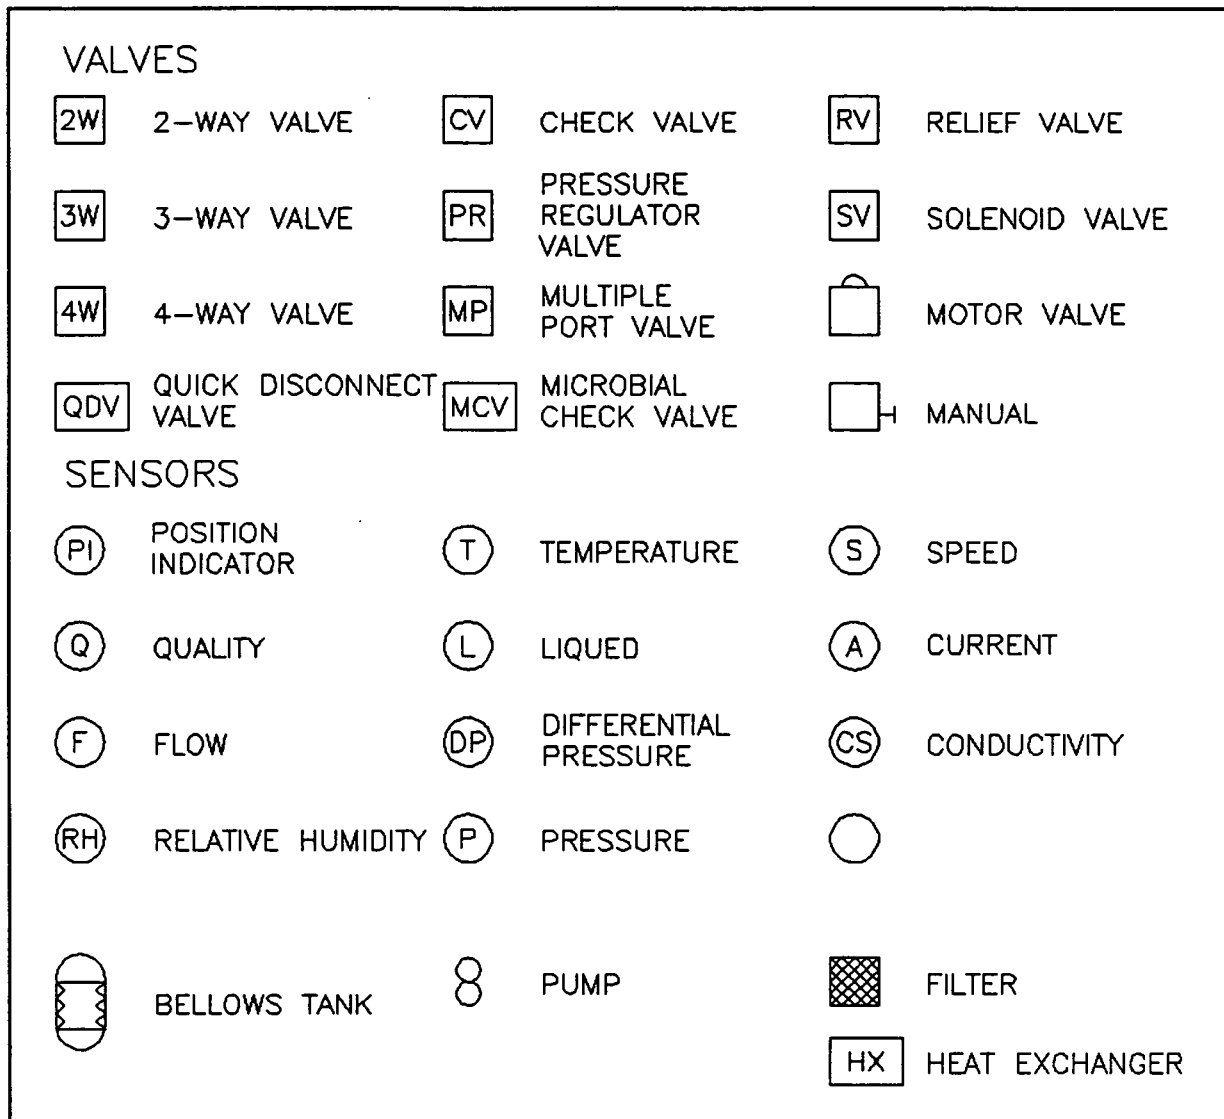 VALVES
2W 2-WAY VALVE CV CHECK VALVE RV RELIEF VALVE
3W 3-WAY VALVE PR PRESSURE REGULATOR VALVE SV SOLENOID VALVE
4W 4-WAY VALVE MP MULTIPLE PORT VALVE MOTOR VALVE
QDV QUICK DISCONNECT VALVE MCV MICROBIAL CHECK VALVE MANUAL
SENSORS
PI POSITION INDICATOR T TEMPERATURE S SPEED
Q QUALITY L LIQUED A CURRENT
F FLOW DP DIFFERENTIAL PRESSURE CS CONDUCTIVITY
RH RELATIVE HUMIDITY P PRESSURE
BELLOWS TANK PUMP FILTER
HX HEAT EXCHANGER